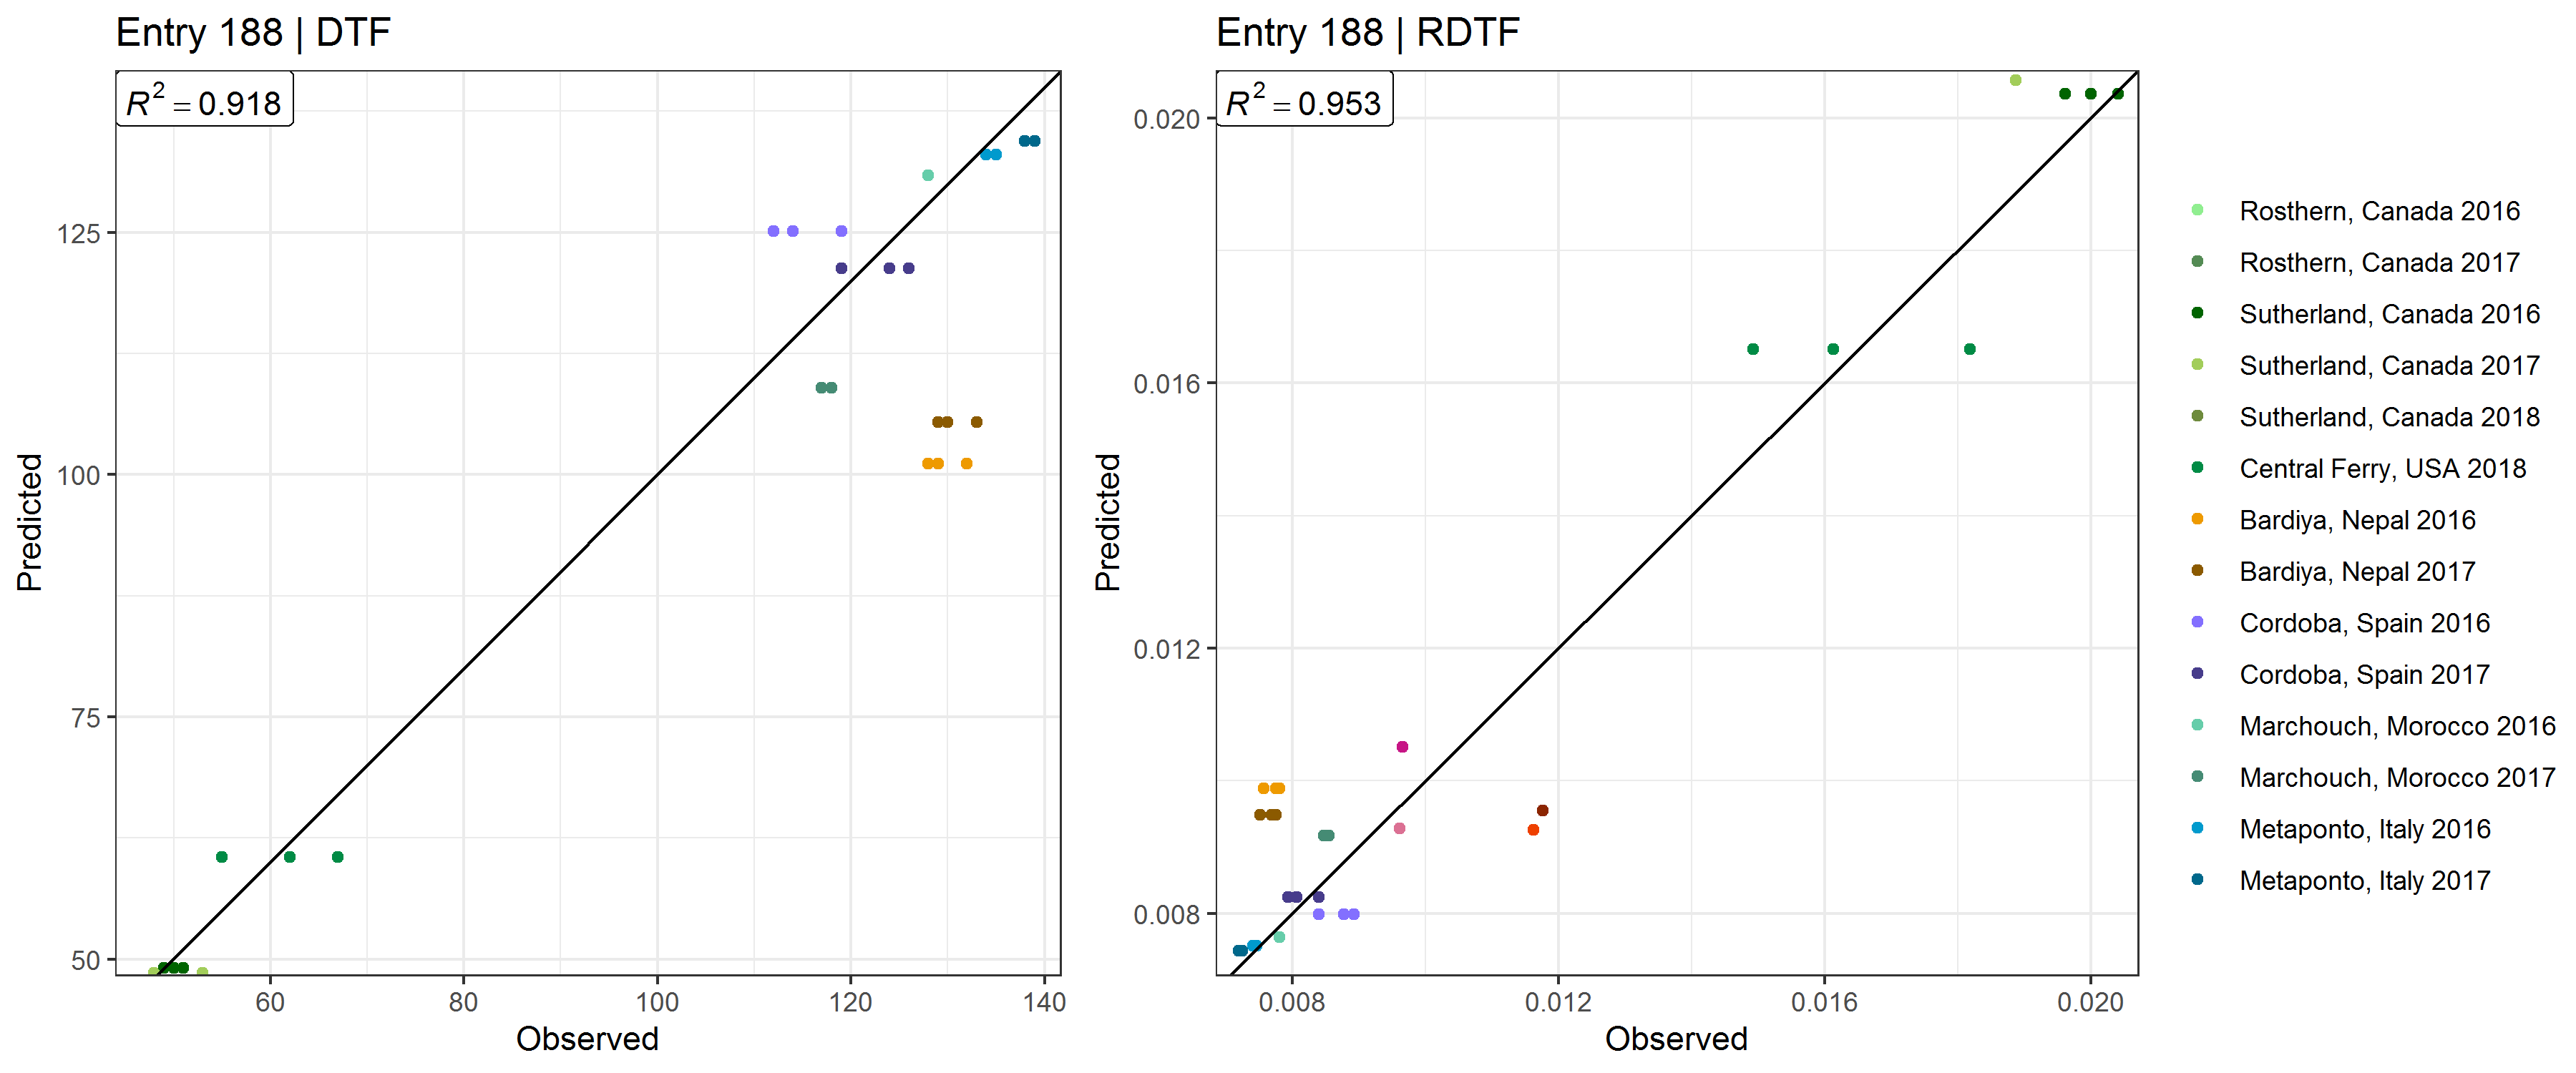 Entry 188 | DTF
R² = 0.918
125
100
75
50
Predicted
60 80 100 120 140
Observed
Entry 188 | RDTF
R² = 0.953
0.020
0.016
0.012
0.008
Predicted
0.008 0.012 0.016 0.020
Observed
Rosthern, Canada 2016
Rosthern, Canada 2017
Sutherland, Canada 2016
Sutherland, Canada 2017
Sutherland, Canada 2018
Central Ferry, USA 2018
Bardiya, Nepal 2016
Bardiya, Nepal 2017
Cordoba, Spain 2016
Cordoba, Spain 2017
Marchouch, Morocco 2016
Marchouch, Morocco 2017
Metaponto, Italy 2016
Metaponto, Italy 2017